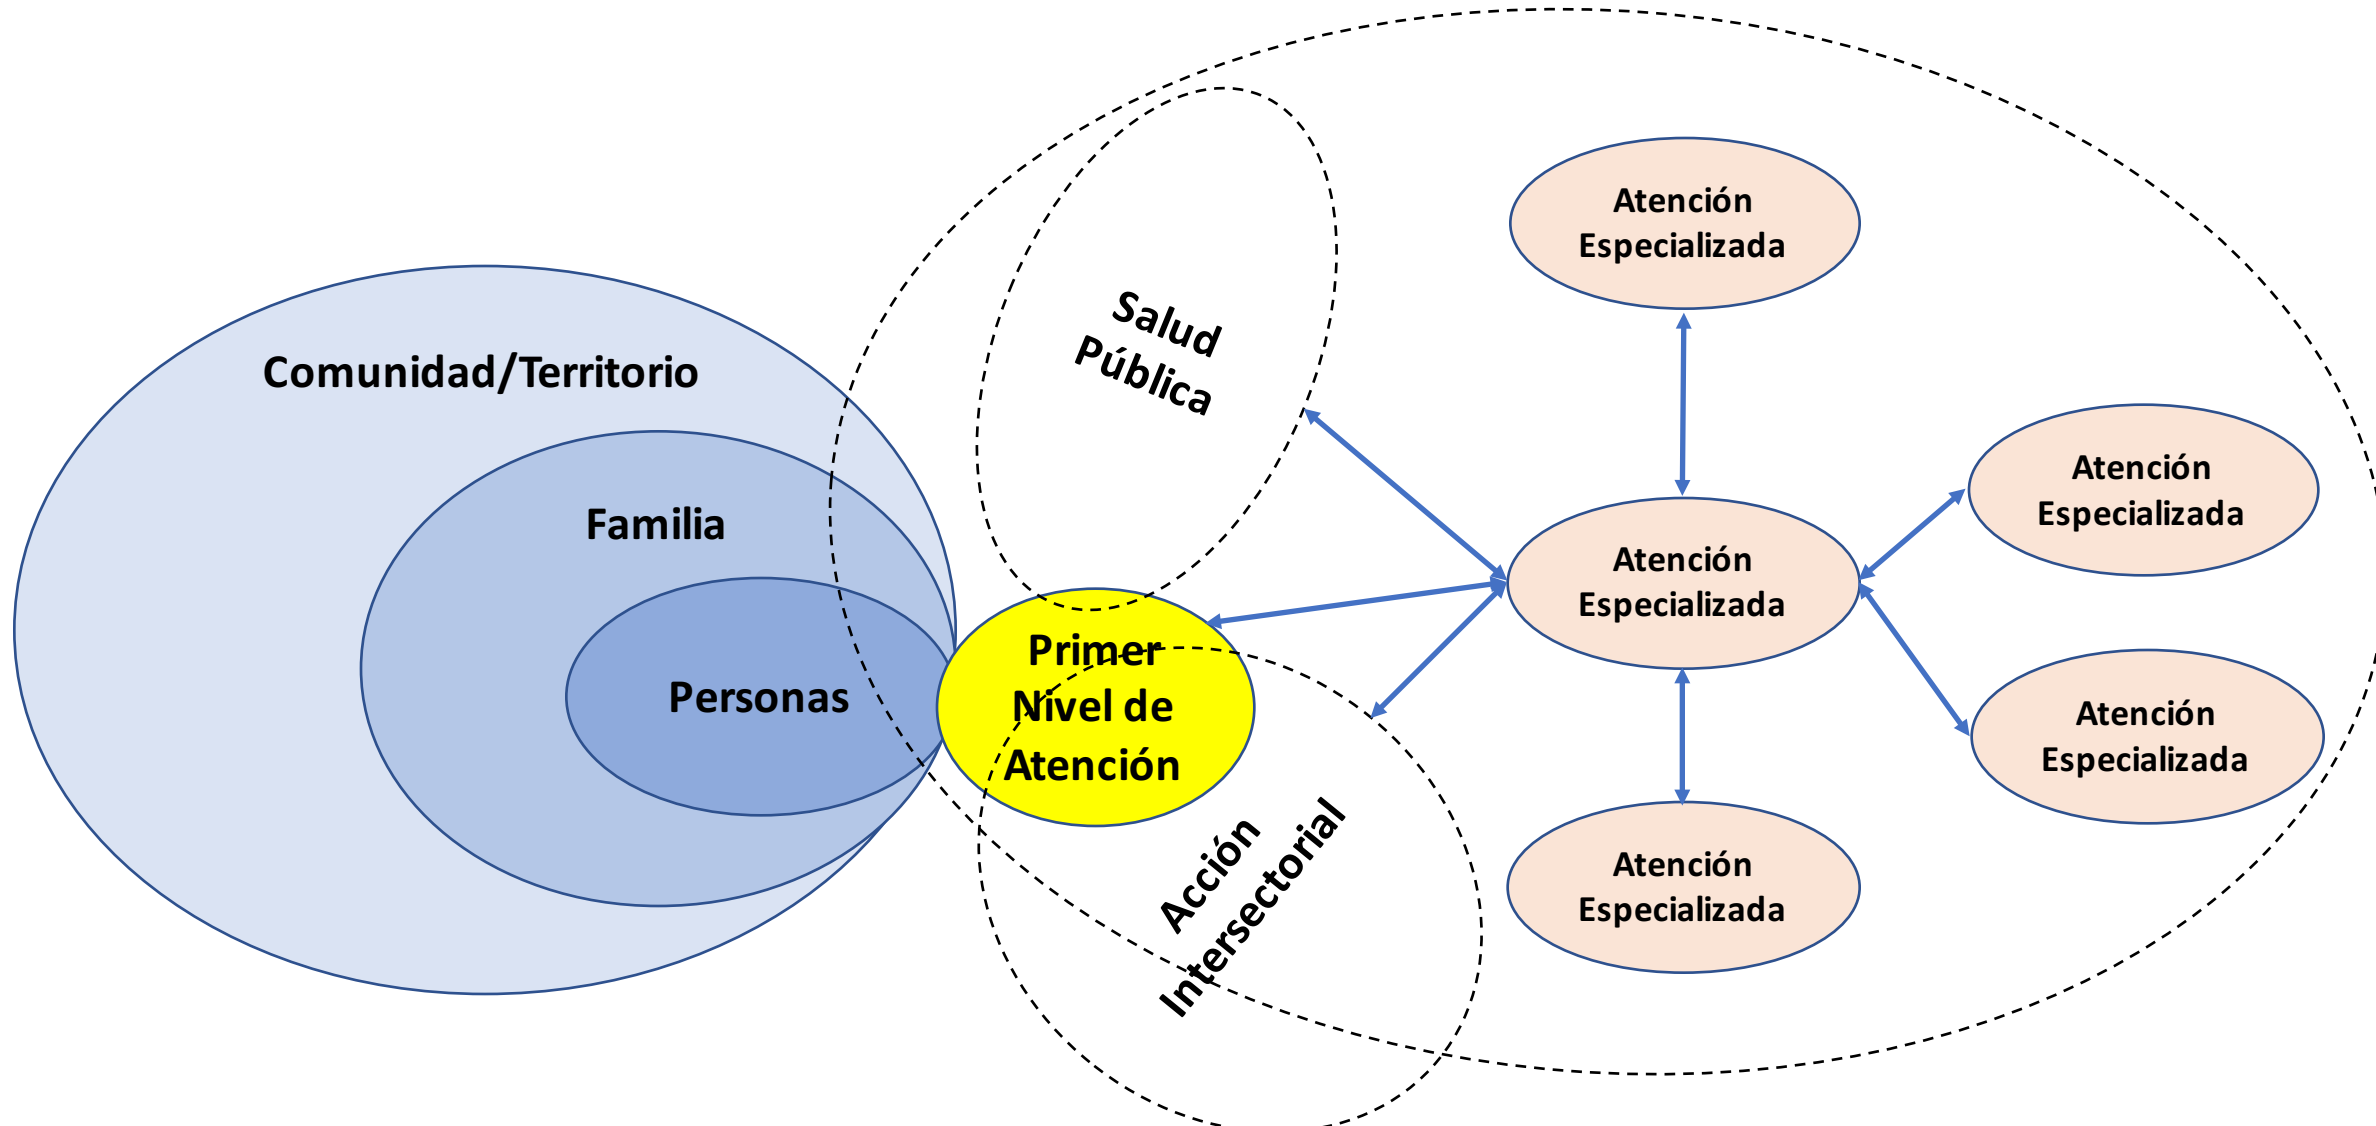 Comunidad/Territorio
Familia
Personas
Primer
Nivel de
Atención
Salud
Pública
Acción
Intersectorial
Atención
Especializada
Atención
Especializada
Atención
Especializada
Atención
Especializada
Atención
Especializada